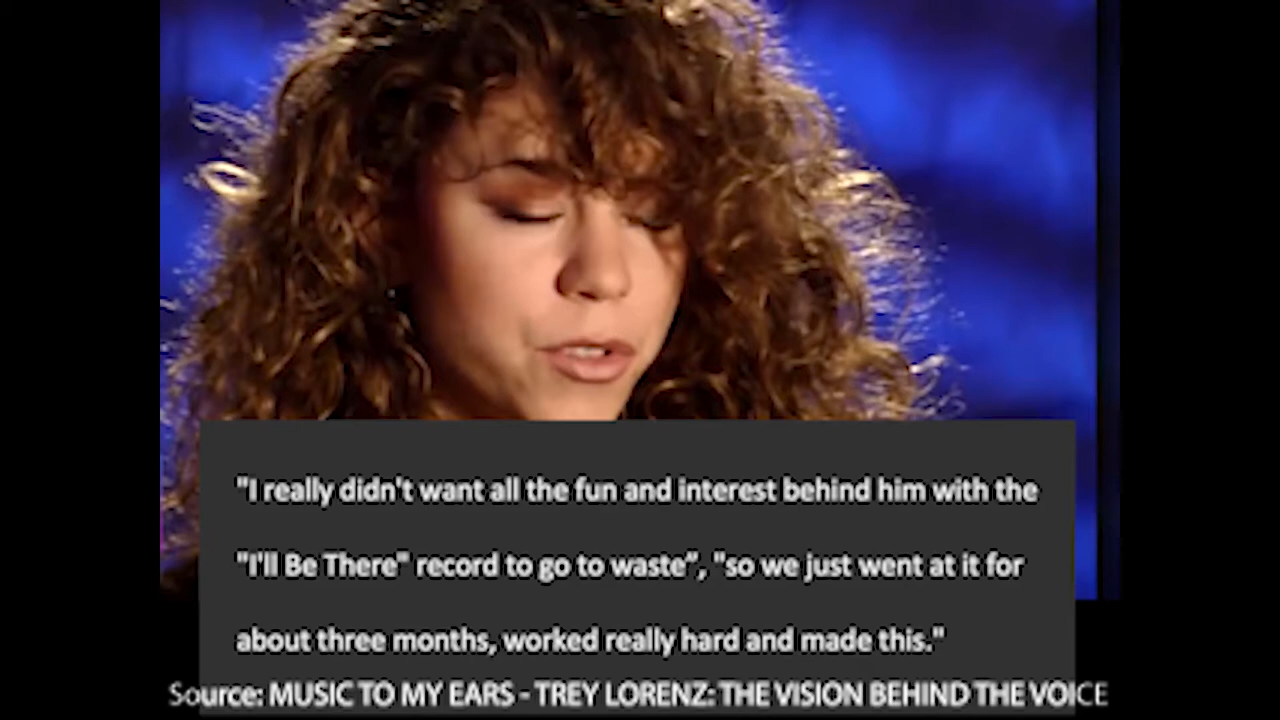 "I really didn't want all the fun and interest behind him with the
"I'll Be There" record to go to waste”, "so we just went at it for
about three months, worked really hard and made this."
Source: MUSIC TO MY EARS - TREY LORENZ: THE VISION BEHIND THE VOICE